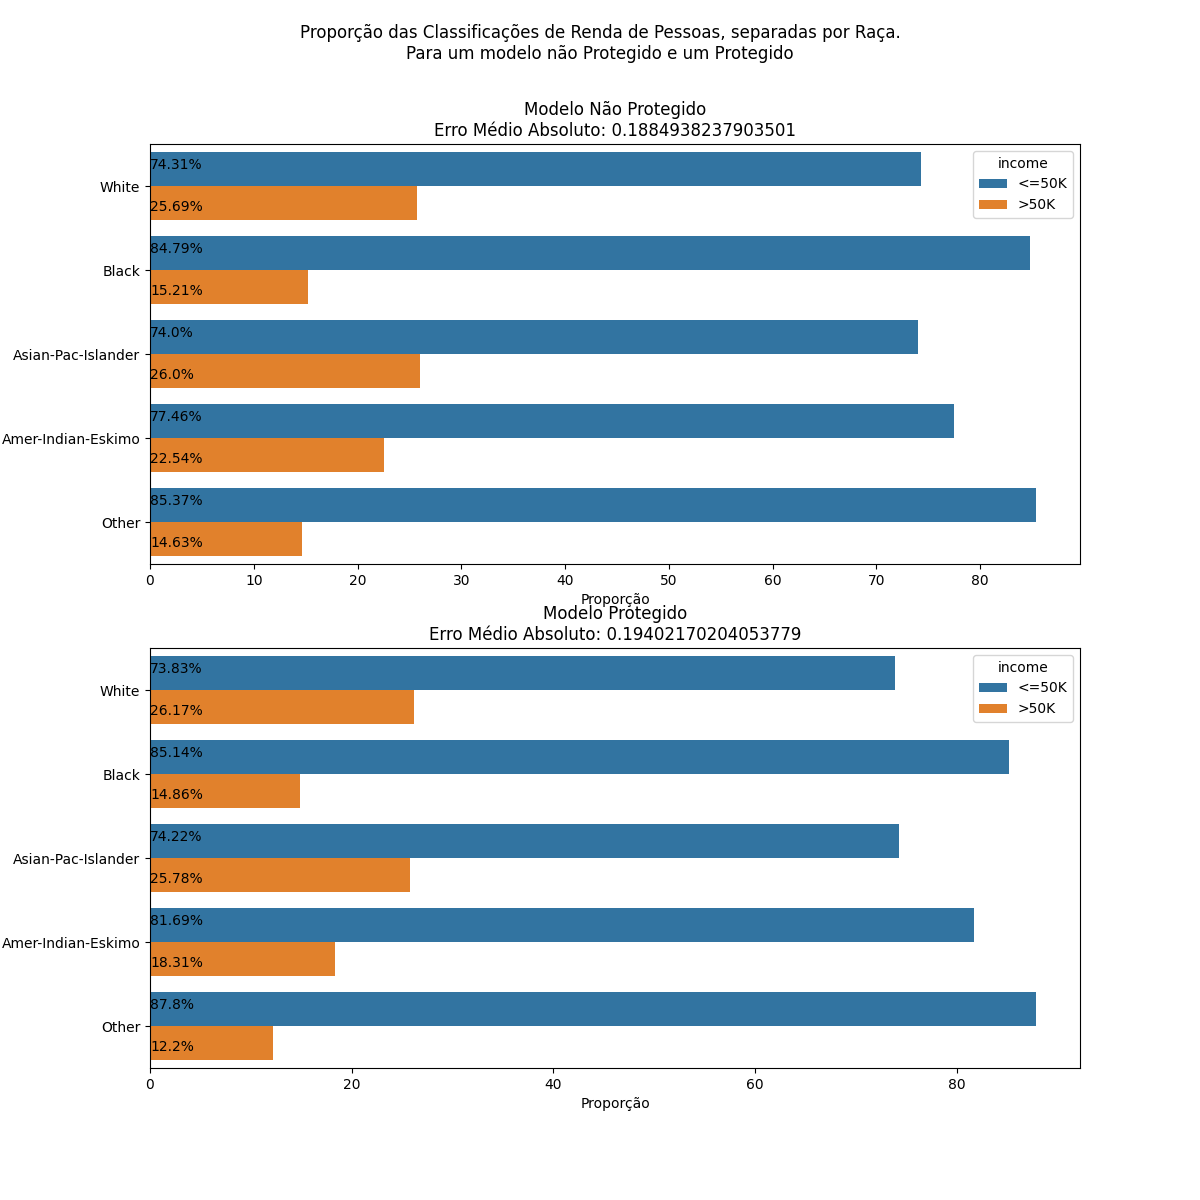 Proporção das Classificações de Renda de Pessoas, separadas por Raça.
Para um modelo não Protegido e um Protegido
Modelo Não Protegido
Erro Médio Absoluto: 0.1884938237903501
income
<=50K
>50K
White
74.31%
25.69%
Black
84.79%
15.21%
Asian-Pac-Islander
74.0%
26.0%
Amer-Indian-Eskimo
77.46%
22.54%
Other
85.37%
14.63%
0 10 20 30 40 50 60 70 80
Proporção
Modelo Protegido
Erro Médio Absoluto: 0.19402170204053779
income
<=50K
>50K
White
73.83%
26.17%
Black
85.14%
14.86%
Asian-Pac-Islander
74.22%
25.78%
Amer-Indian-Eskimo
81.69%
18.31%
Other
87.8%
12.2%
0 20 40 60 80
Proporção